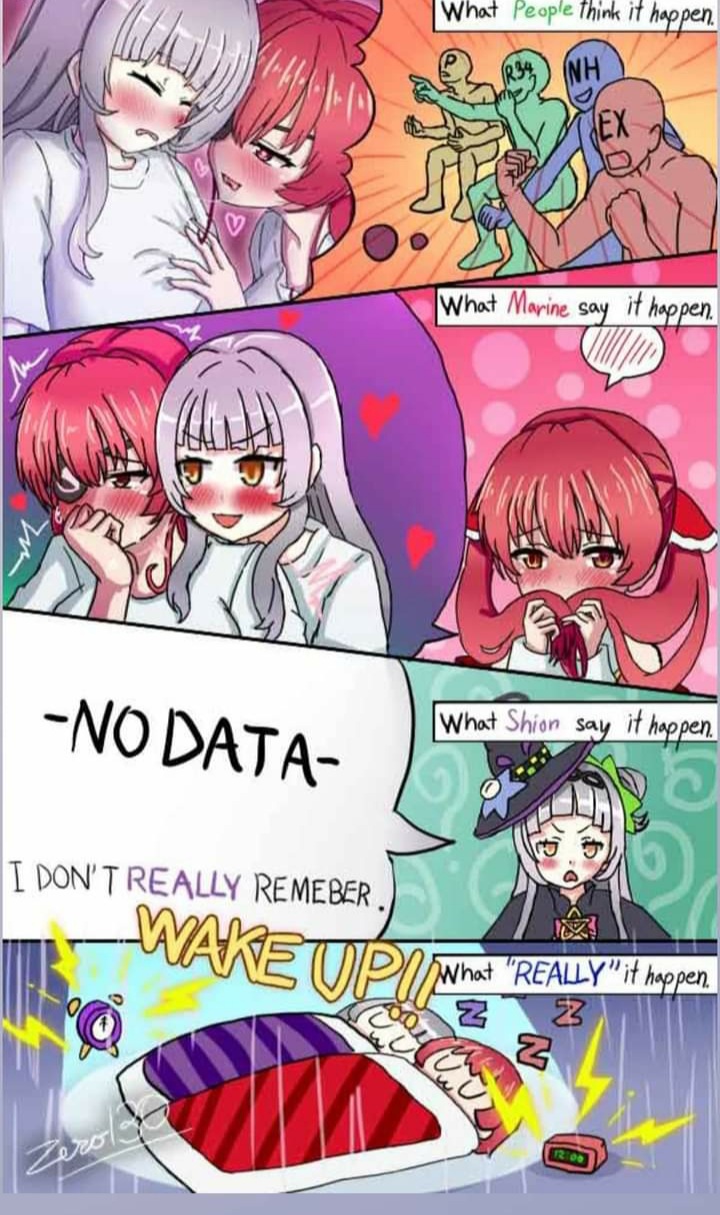 What People think it happen.
P
R34
NH
EX
What Marine say it happen.
What Shion say it happen.
-NO DATA-
I DON'T REALLY REMEBER.
WAKE UP!!
What "REALLY" it happen.
Z Z
Z
12:00
Zero130